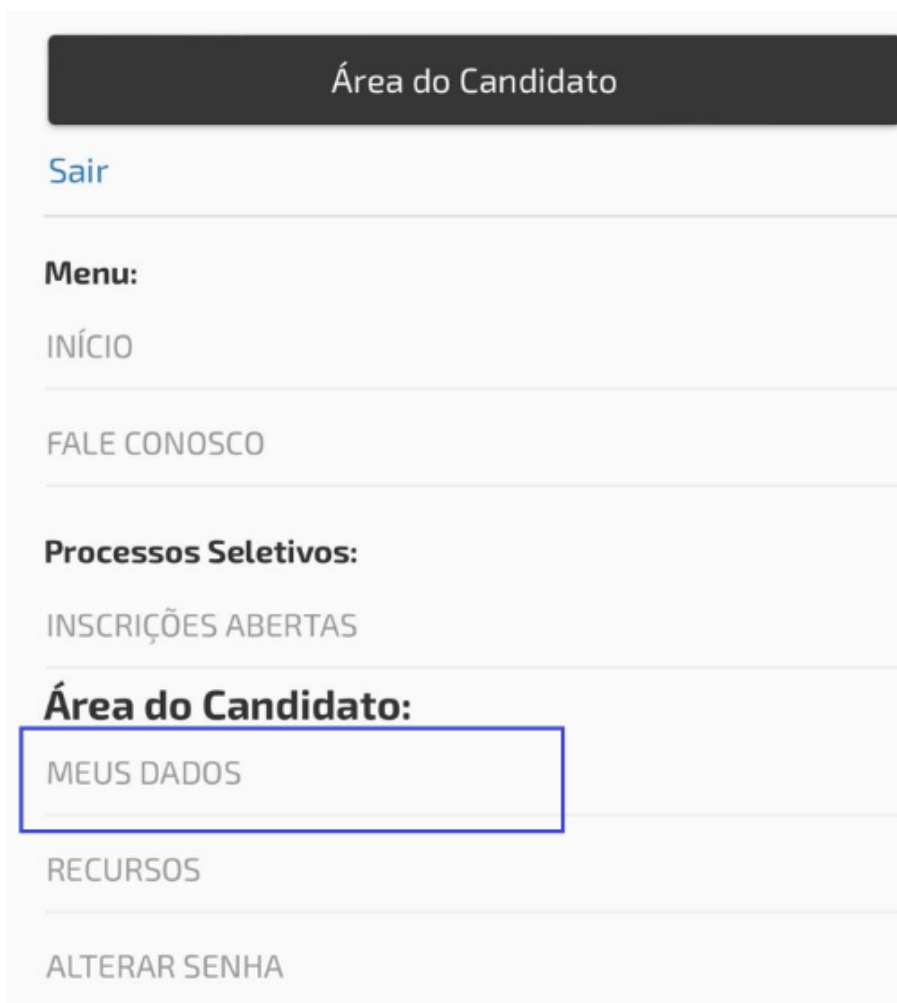 Área do Candidato
Sair
Menu:
INÍCIO
FALE CONOSCO
Processos Seletivos:
INSCRIÇÕES ABERTAS
Área do Candidato:
MEUS DADOS
RECURSOS
ALTERAR SENHA